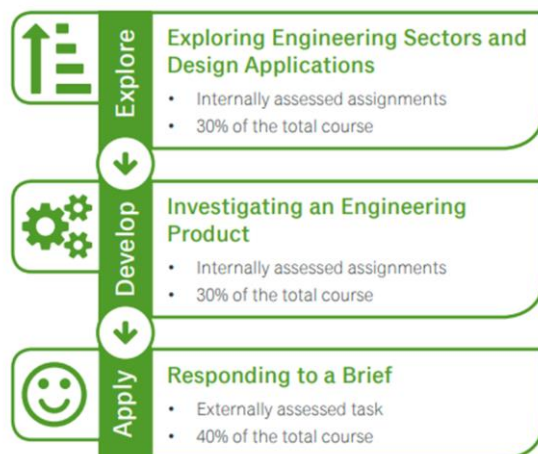 Explore
Exploring Engineering Sectors and
Design Applications
• Internally assessed assignments
• 30% of the total course
Develop
Investigating an Engineering
Product
• Internally assessed assignments
• 30% of the total course
Apply
Responding to a Brief
• Externally assessed task
• 40% of the total course